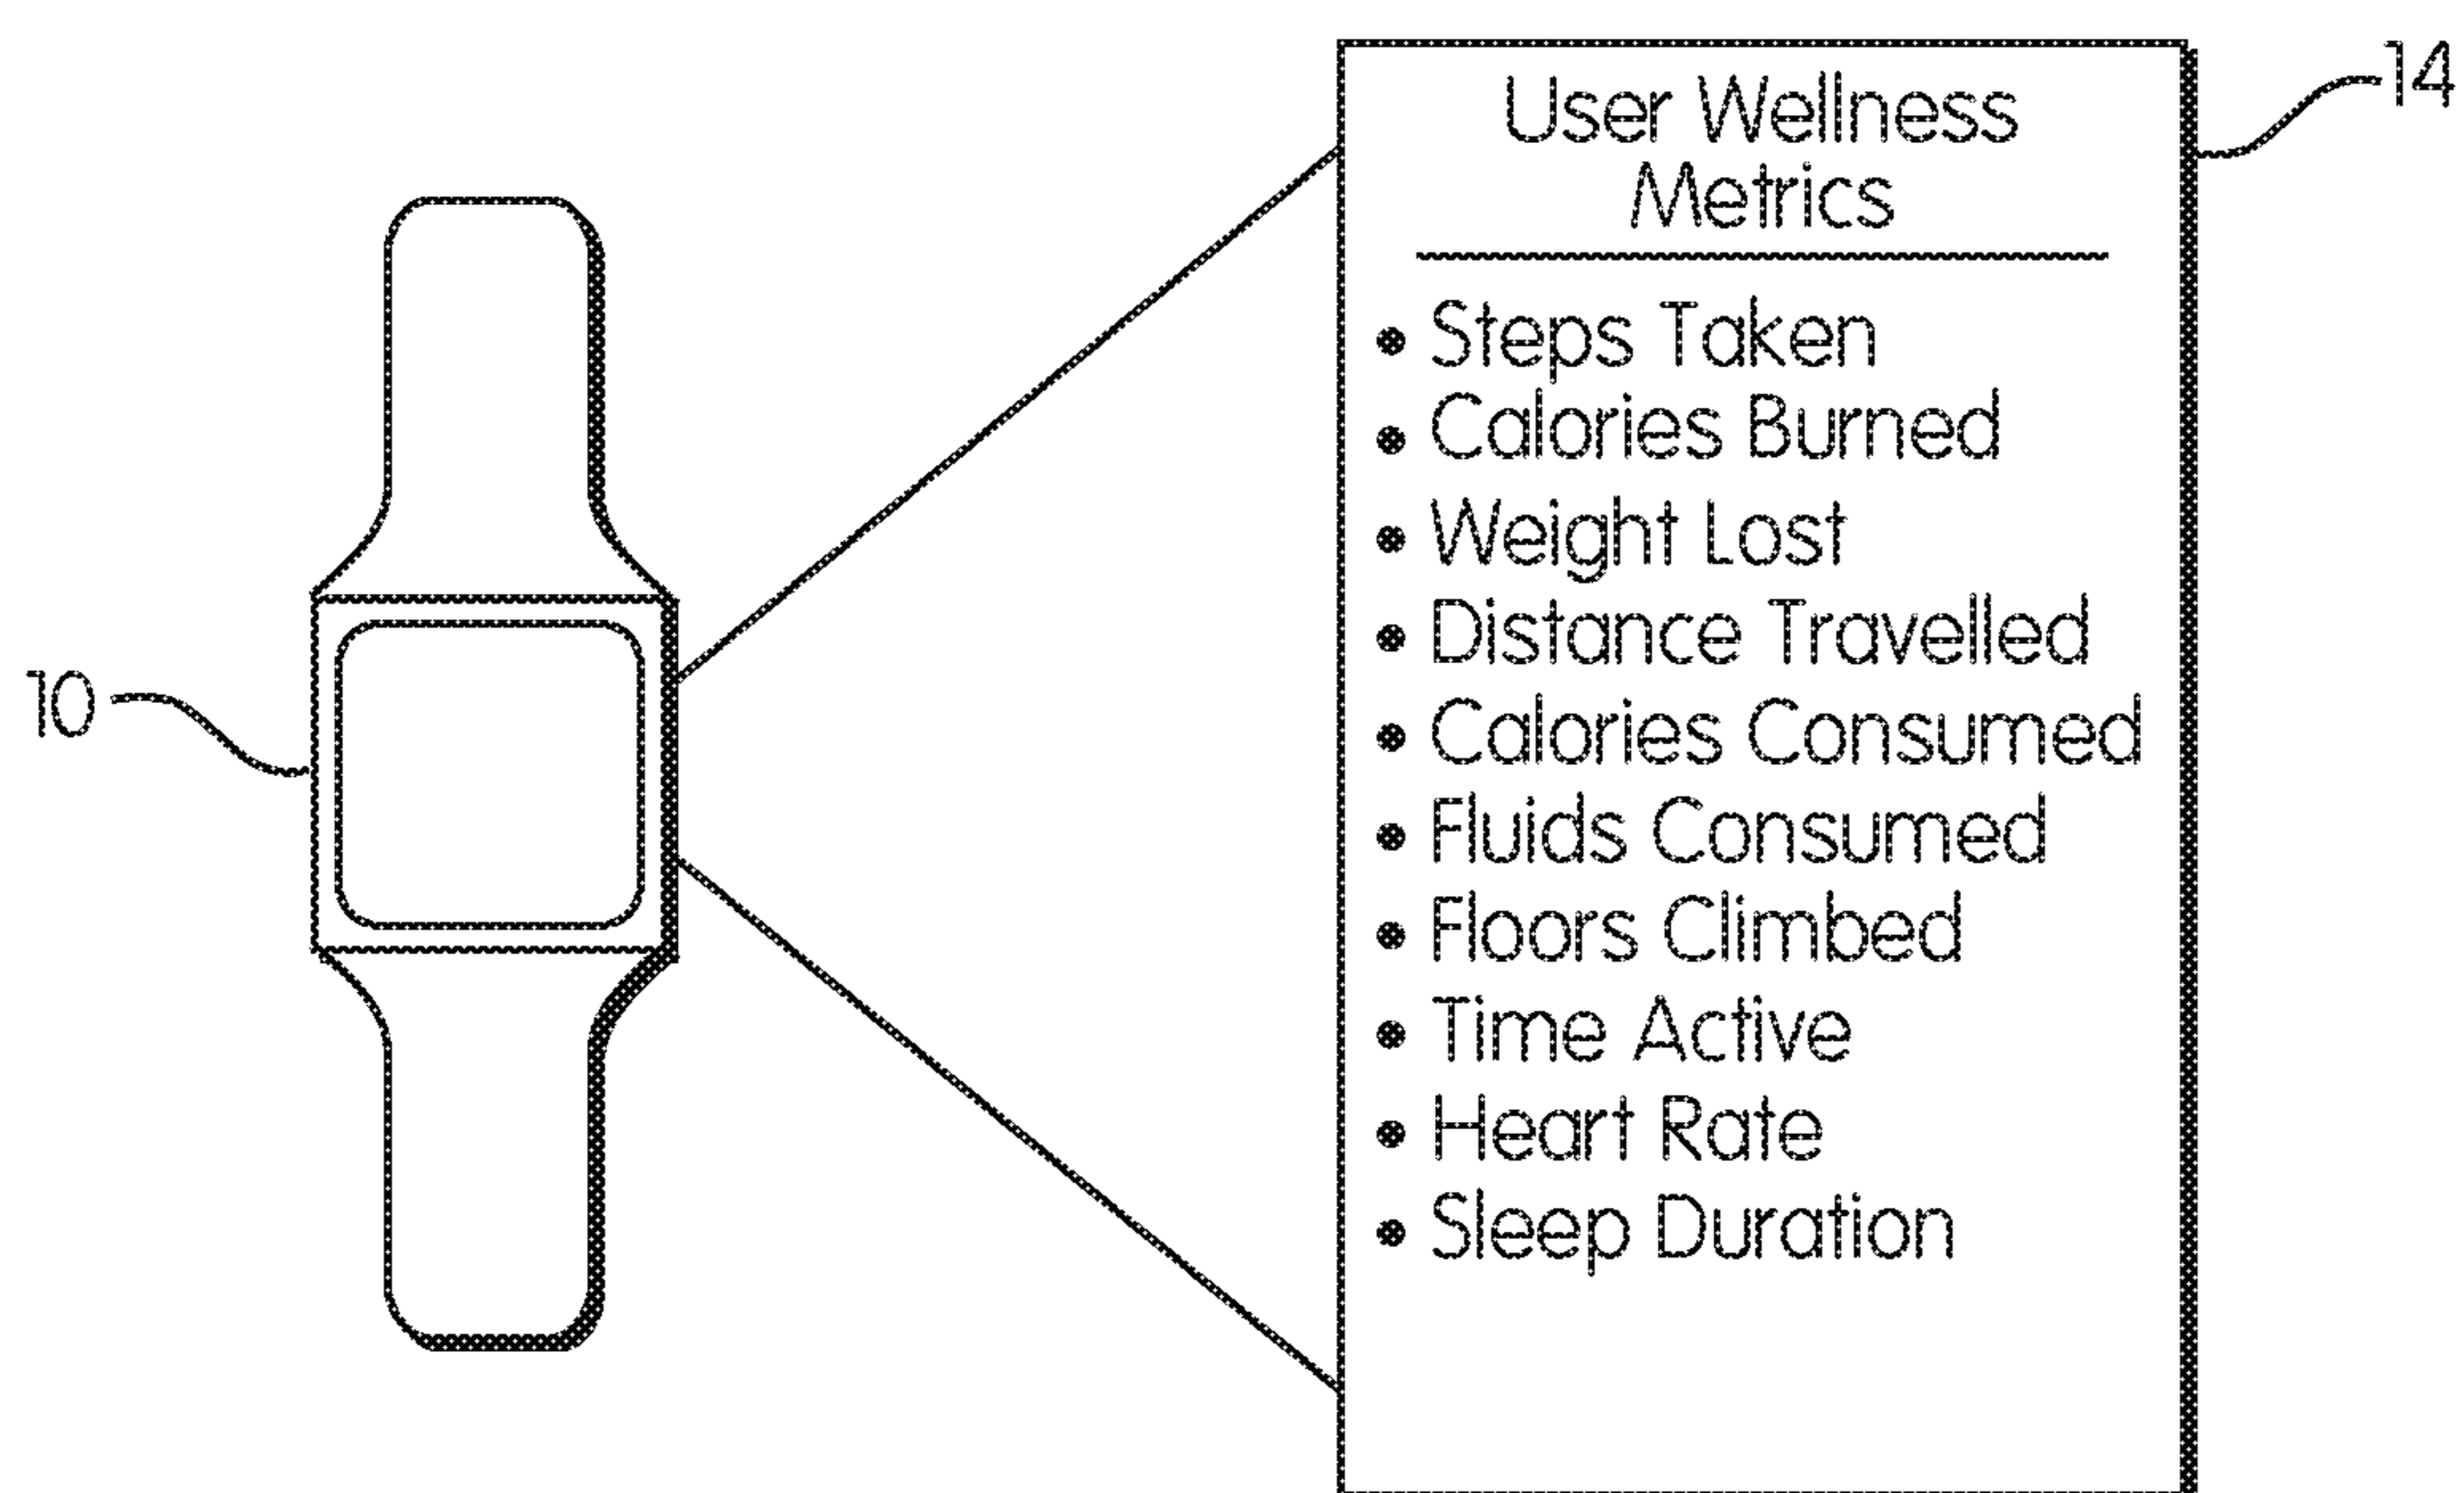 14
User Wellness
Metrics
• Steps Taken
• Calories Burned
• Weight Lost
• Distance Travelled
• Calories Consumed
• Fluids Consumed
• Floors Climbed
• Time Active
• Heart Rate
• Sleep Duration
10